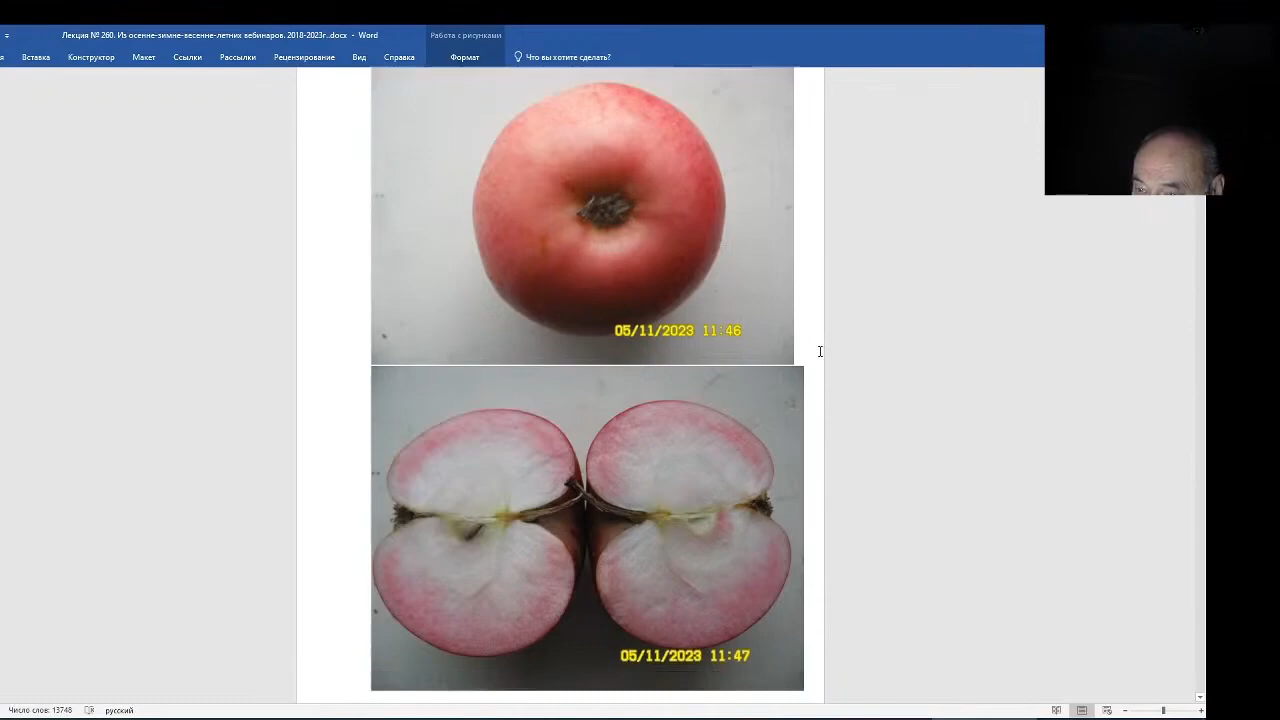 Лекция № 260. Из осенне-зимне-весенне-летних вебинаров. 2018-2023г..docx - Word
Работа с рисунками
Вставка Конструктор Макет Ссылки Рассылки Рецензирование Вид Справка Формат Что вы хотите сделать?
05/11/2023 11:46
05/11/2023 11:47
Число слов: 13748 русский